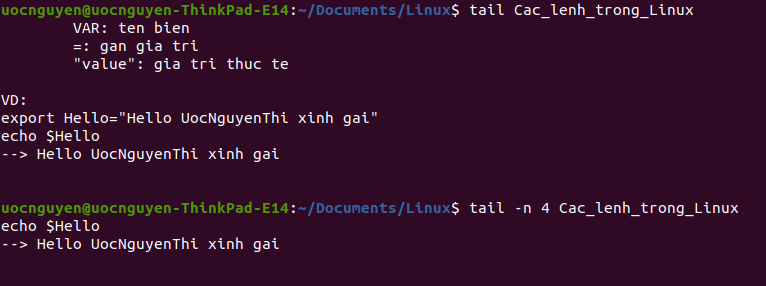 uocnguyen@uocnguyen-ThinkPad-E14:~/Documents/Linux$ tail Cac_lenh_trong_Linux
VAR: ten bien
=: gan gia tri
"value": gia tri thuc te
VD:
export Hello="Hello UocNguyenThi xinh gai"
echo $Hello
--> Hello UocNguyenThi xinh gai
uocnguyen@uocnguyen-ThinkPad-E14:~/Documents/Linux$ tail -n 4 Cac_lenh_trong_Linux
echo $Hello
--> Hello UocNguyenThi xinh gai